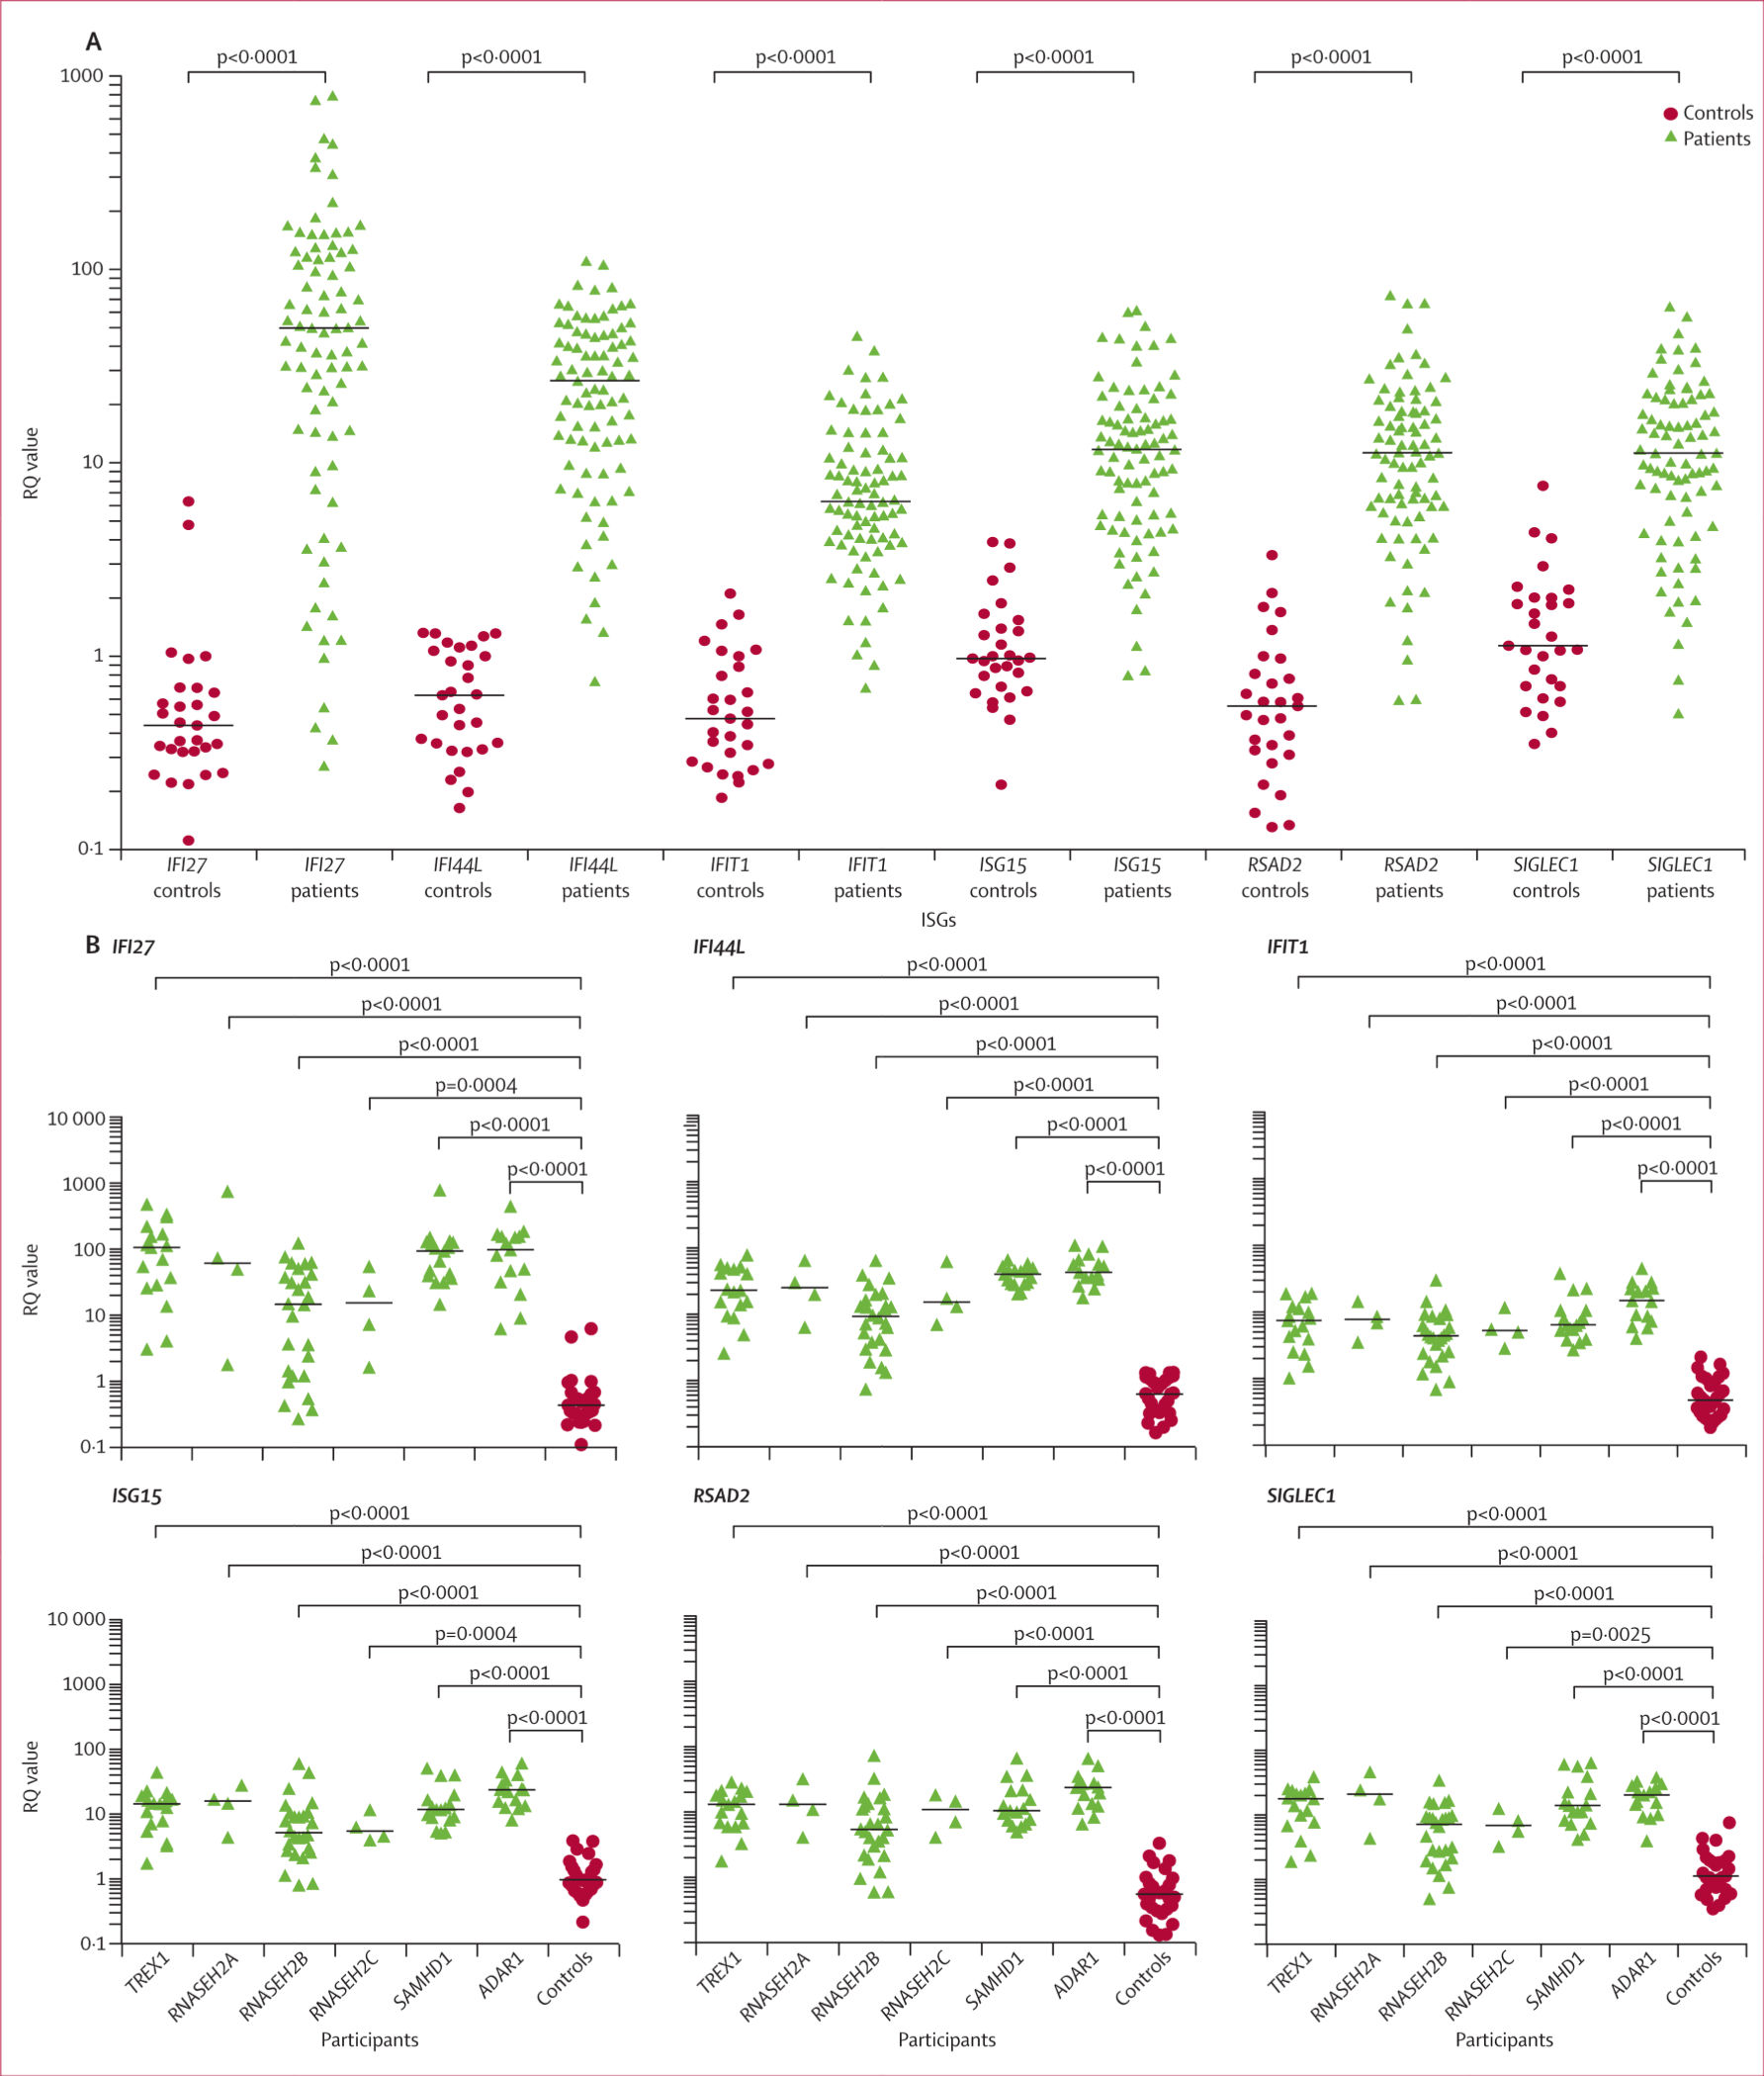 A
p<0·0001 p<0·0001 p<0·0001 p<0·0001 p<0·0001 p<0·0001
Controls
Patients
1000
100
10
1
0·1
RQ value
IFI27 controls
IFI27 patients
IFI44L controls
IFI44L patients
IFIT1 controls
IFIT1 patients
ISG15 controls
ISG15 patients
RSAD2 controls
RSAD2 patients
SIGLEC1 controls
SIGLEC1 patients
ISGs
B
IFI27
p<0·0001
p<0·0001
p<0·0001
p=0·0004
p<0·0001
p<0·0001
10 000
1000
100
10
1
0·1
RQ value
IFI44L
p<0·0001
p<0·0001
p<0·0001
p<0·0001
p<0·0001
p<0·0001
IFIT1
p<0·0001
p<0·0001
p<0·0001
p<0·0001
p<0·0001
p<0·0001
ISG15
p<0·0001
p<0·0001
p<0·0001
p=0·0004
p<0·0001
p<0·0001
10 000
1000
100
10
1
0·1
RQ value
TREX1
RNASEH2A
RNASEH2B
RNASEH2C
SAMHD1
ADAR1
Controls
Participants
RSAD2
p<0·0001
p<0·0001
p<0·0001
p<0·0001
p<0·0001
p<0·0001
TREX1
RNASEH2A
RNASEH2B
RNASEH2C
SAMHD1
ADAR1
Controls
Participants
SIGLEC1
p<0·0001
p<0·0001
p<0·0001
p=0·0025
p<0·0001
p<0·0001
TREX1
RNASEH2A
RNASEH2B
RNASEH2C
SAMHD1
ADAR1
Controls
Participants